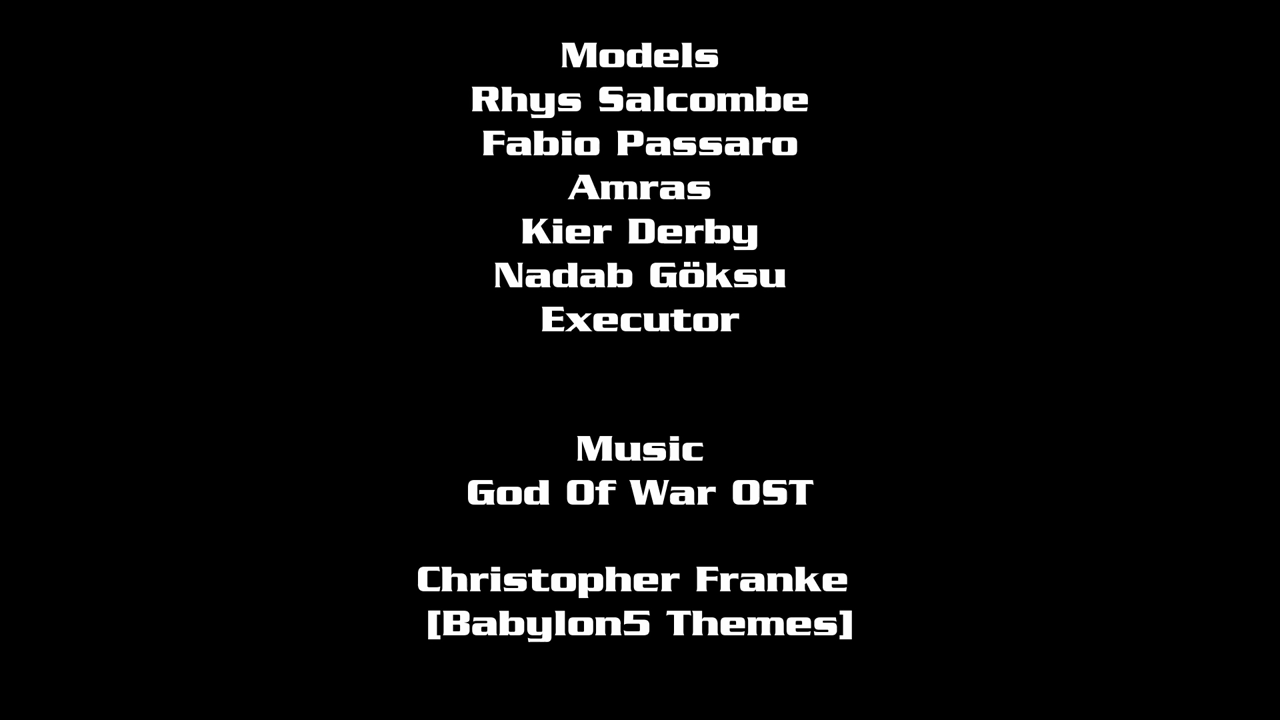 Models
Rhys Salcombe
Fabio Passaro
Amras
Kier Derby
Nadab Göksu
Executor
Music
God Of War OST
Christopher Franke
[Babylon5 Themes]